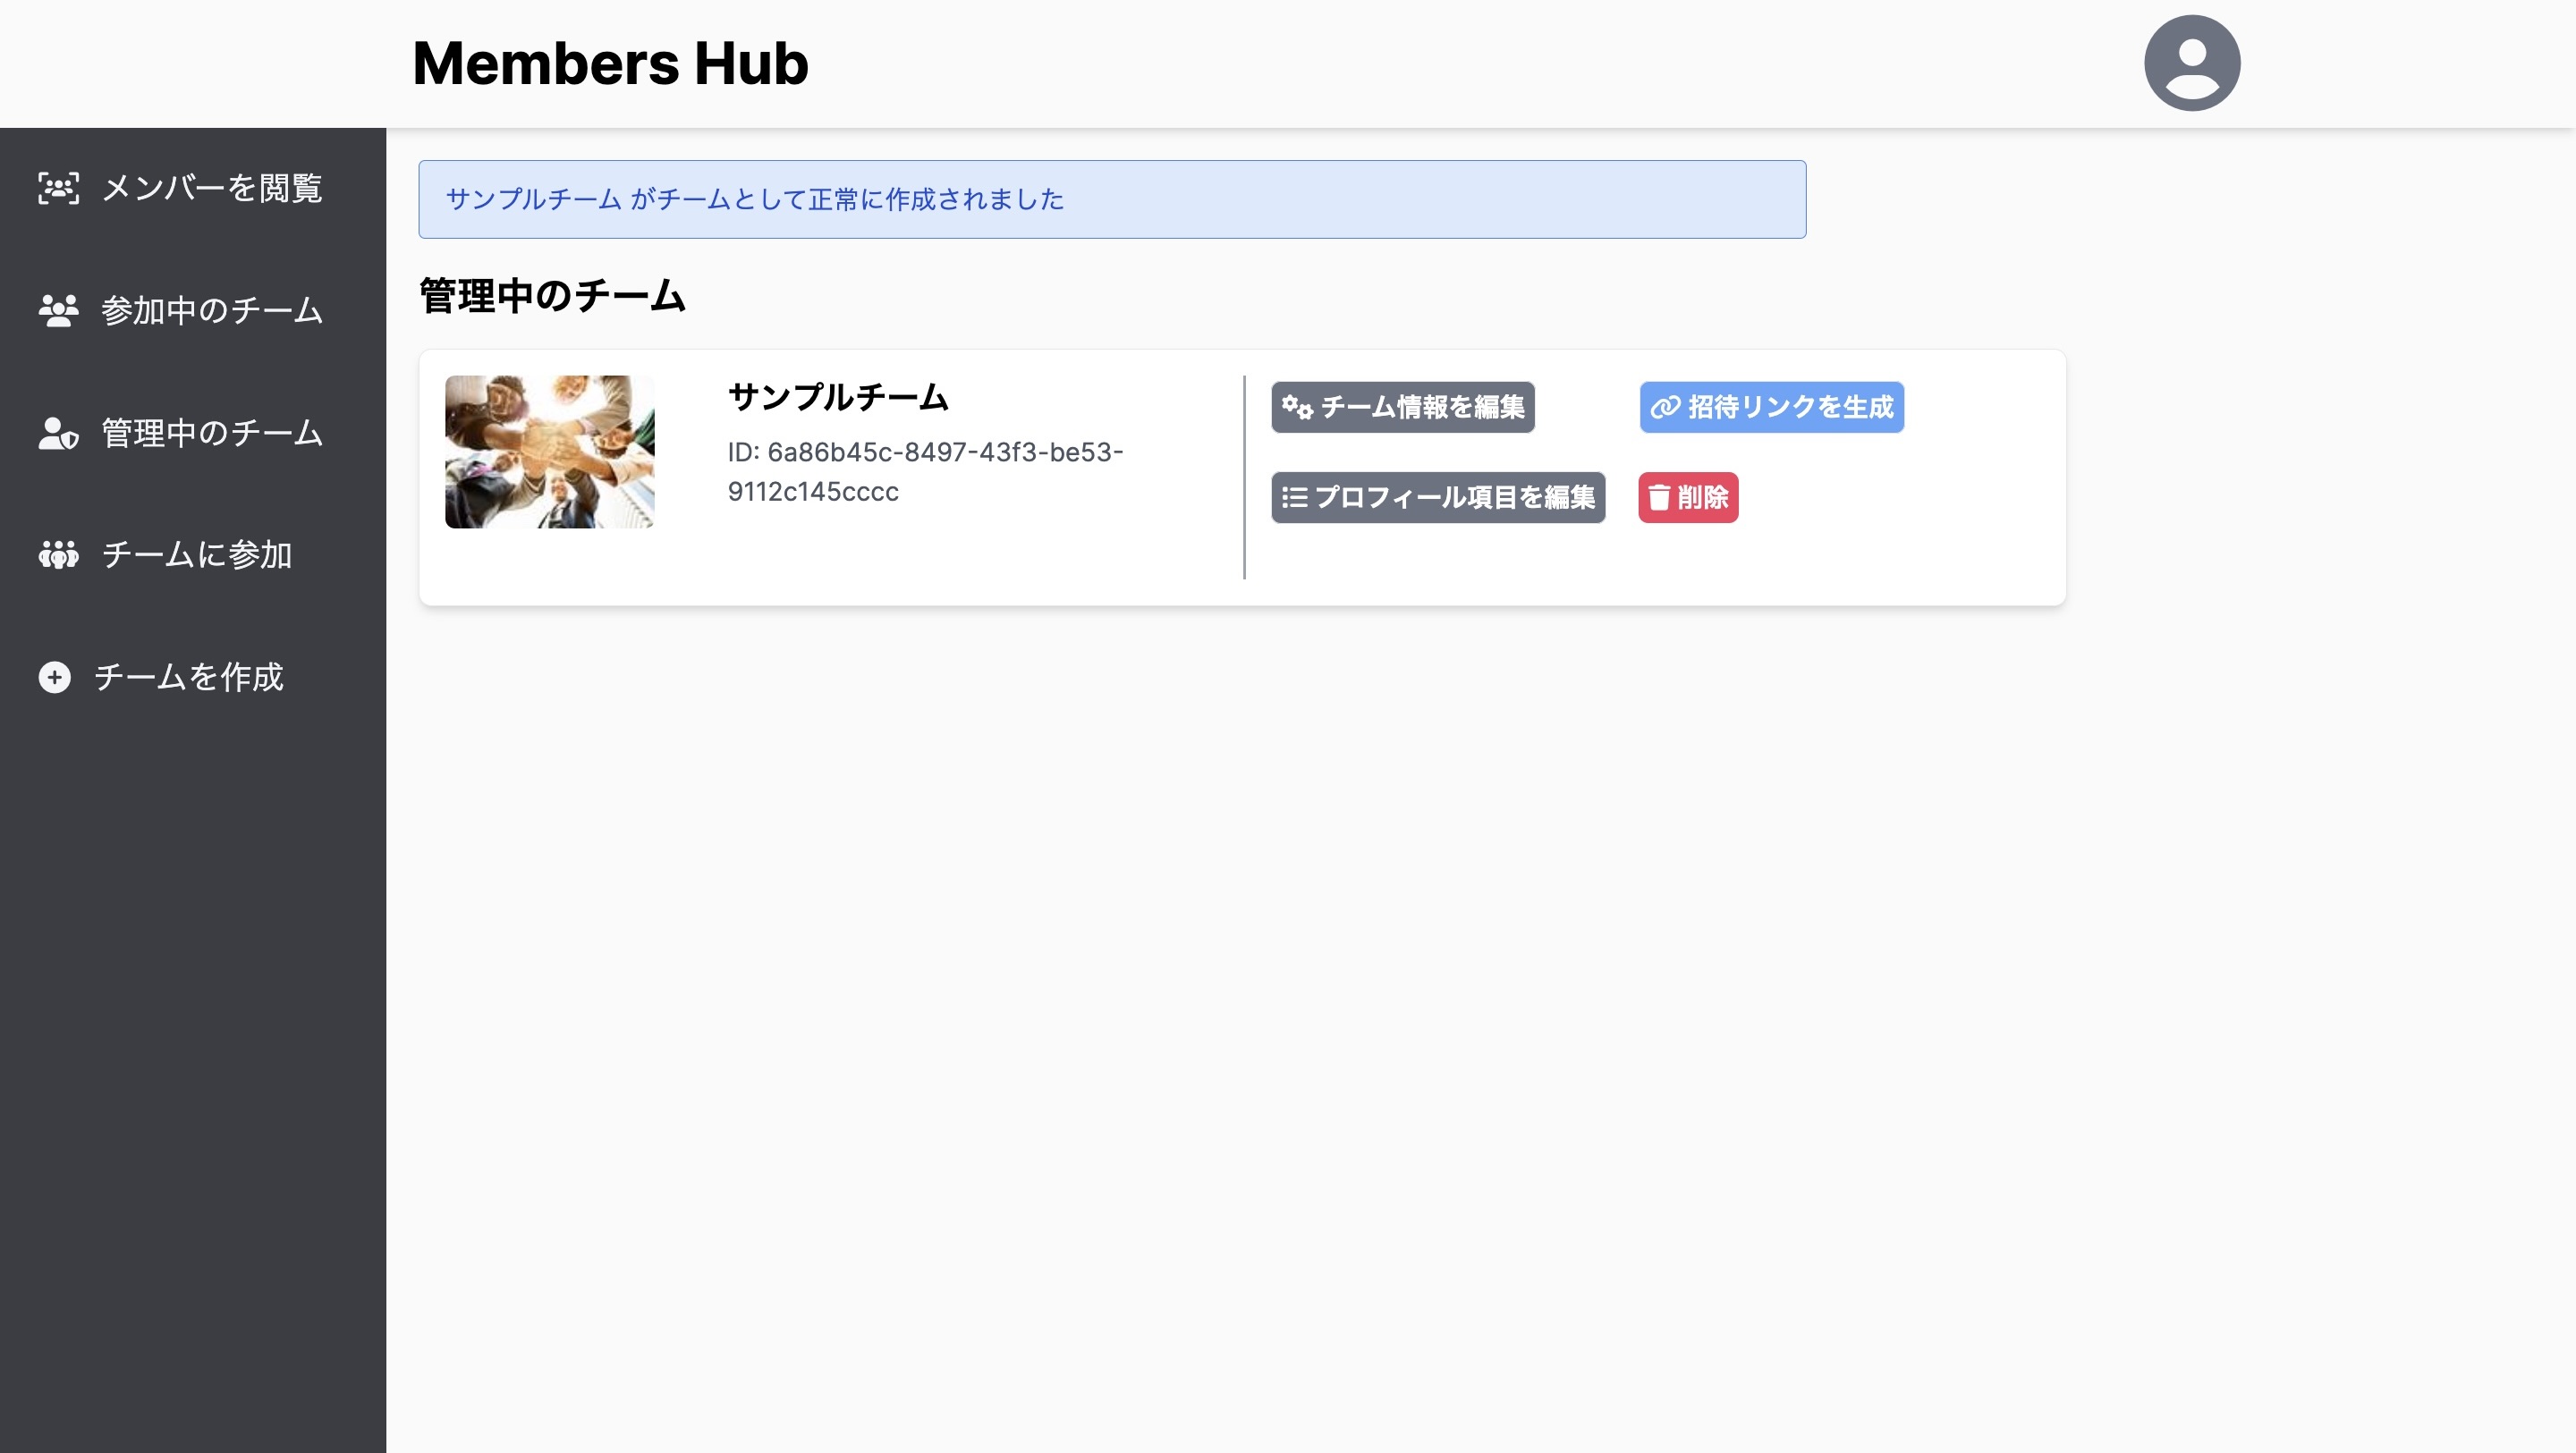 Members Hub
メンバーを閲覧
参加中のチーム
管理中のチーム
チームに参加
チームを作成
サンプルチーム がチームとして正常に作成されました
管理中のチーム
サンプルチーム
ID: 6a86b45c-8497-43f3-be53-
9112c145cccc
チーム情報を編集
招待リンクを生成
プロフィール項目を編集
削除